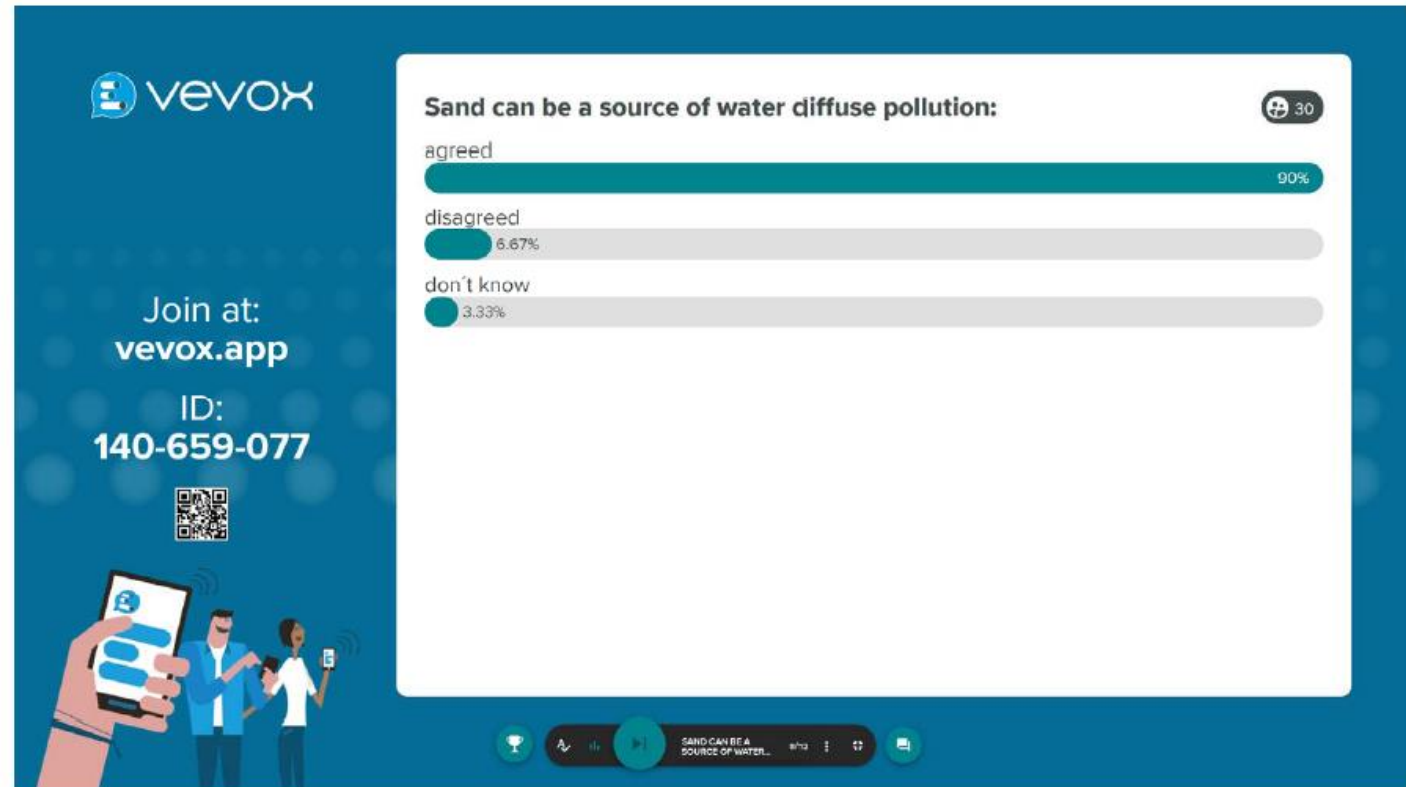 vevox
Sand can be a source of water diffuse pollution:
30
agreed
90%
disagreed
6.67%
don´t know
3.33%
Join at:
vevox.app
ID:
140-659-077
SAND CAN BE A
SOURCE OF WATER...